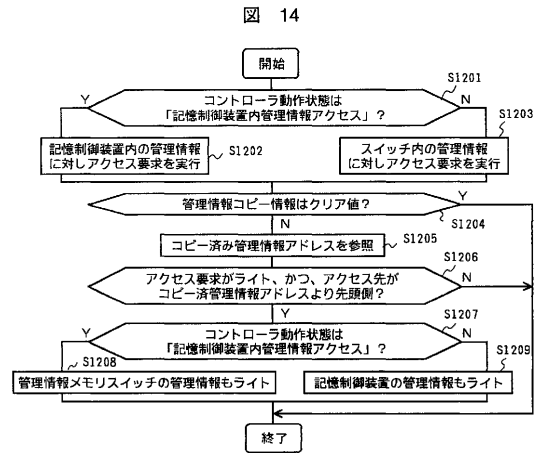 図 14
開始
S1201
コントローラ動作状態は
「記憶制御装置内管理情報アクセス」？
Y
N
S1203
記憶制御装置内の管理情報
に対しアクセス要求を実行
S1202
スイッチ内の管理情報
に対しアクセス要求を実行
管理情報コピー情報はクリア値？
Y
S1204
N
コピー済み管理情報アドレスを参照
S1205
S1206
アクセス要求がライト、かつ、アクセス先が
コピー済管理情報アドレスより先頭側？
N
Y
S1207
コントローラ動作状態は
「記憶制御装置内管理情報アクセス」？
Y
N
S1208
S1209
管理情報メモリスイッチの管理情報もライト
記憶制御装置の管理情報もライト
終了